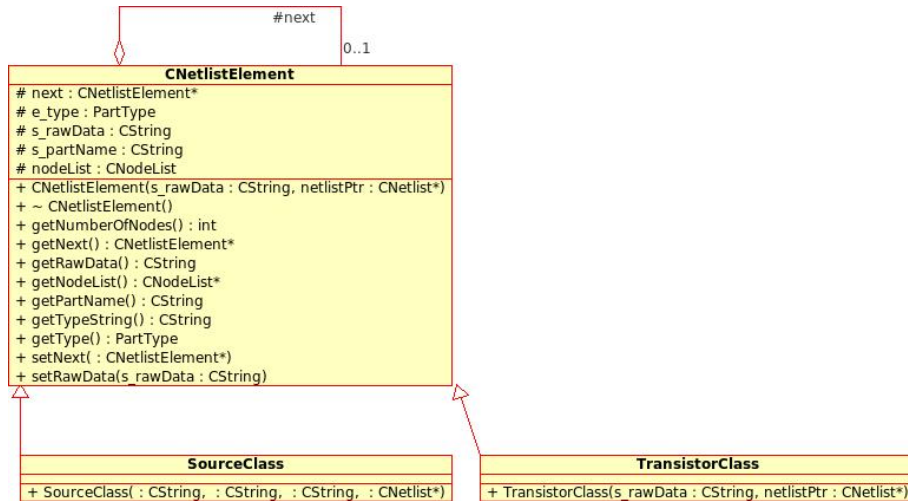 #next
0..1
CNetlistElement
# next : CNetlistElement*
# e_type : PartType
# s_rawData : CString
# s_partName : CString
# nodeList : CNodeList
+ CNetlistElement(s_rawData : CString, netlistPtr : CNetlist*)
+ ~ CNetlistElement()
+ getNumberOfNodes() : int
+ getNext() : CNetlistElement*
+ getRawData() : CString
+ getNodeList() : CNodeList*
+ getPartName() : CString
+ getTypeString() : CString
+ getType() : PartType
+ setNext( : CNetlistElement*)
+ setRawData(s_rawData : CString)
SourceClass
+ SourceClass( : CString, : CString, : CString, : CNetlist*)
TransistorClass
+ TransistorClass(s_rawData : CString, netlistPtr : CNetlist*)